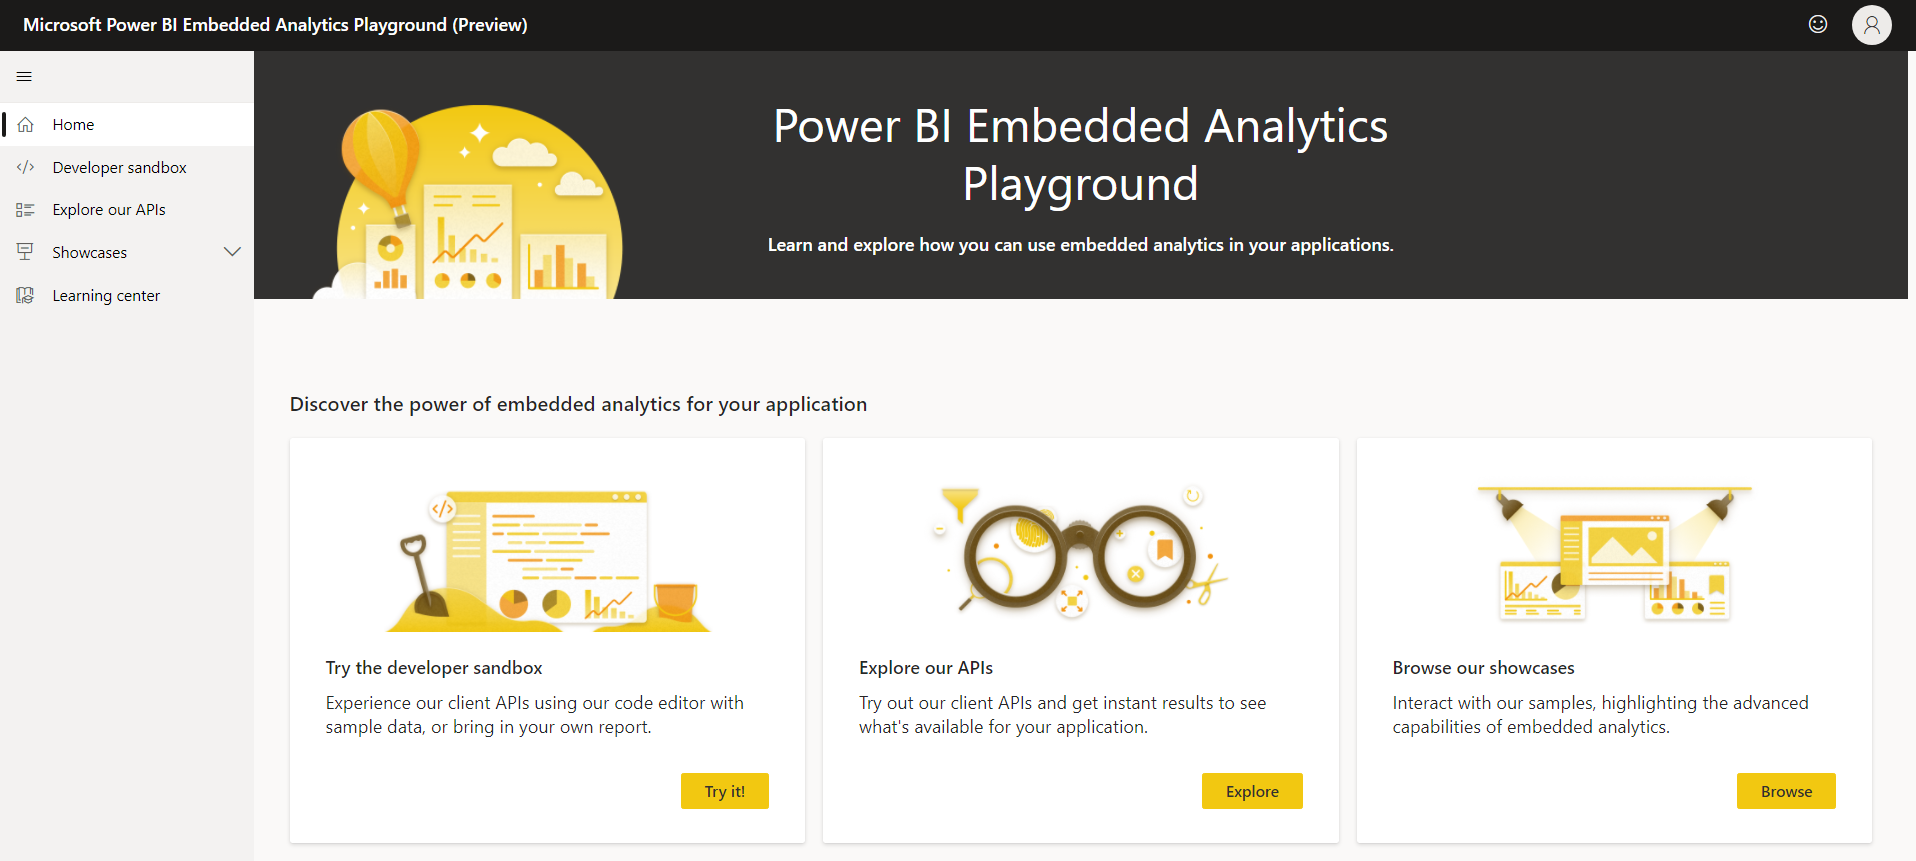 Microsoft Power BI Embedded Analytics Playground (Preview)
Home
Developer sandbox
Explore our APIs
Showcases
Learning center
Power BI Embedded Analytics
Playground
Learn and explore how you can use embedded analytics in your applications.
Discover the power of embedded analytics for your application
Try the developer sandbox
Experience our client APIs using our code editor with
sample data, or bring in your own report.
Try it!
Explore our APIs
Try out our client APIs and get instant results to see
what's available for your application.
Explore
Browse our showcases
Interact with our samples, highlighting the advanced
capabilities of embedded analytics.
Browse